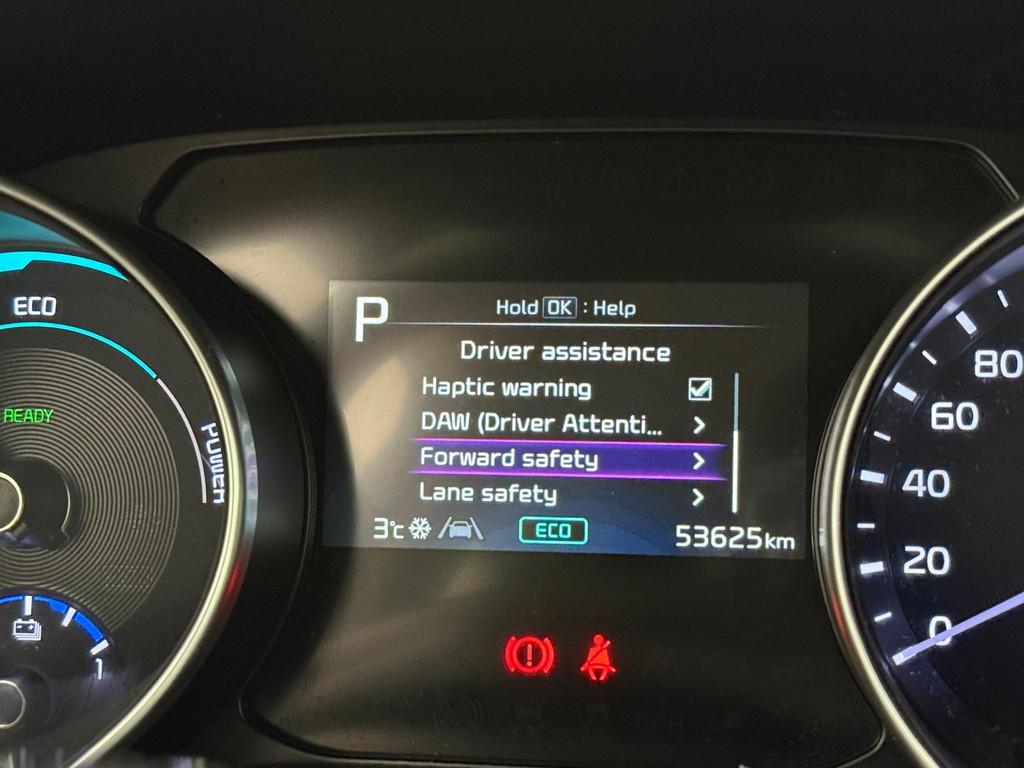 P
Hold OK : Help
Driver assistance
Haptic warning
DAW (Driver Attenti...
Forward safety
Lane safety
3°C
ECO
53625km
ECO
READY
POWER
1
80
60
40
20
0